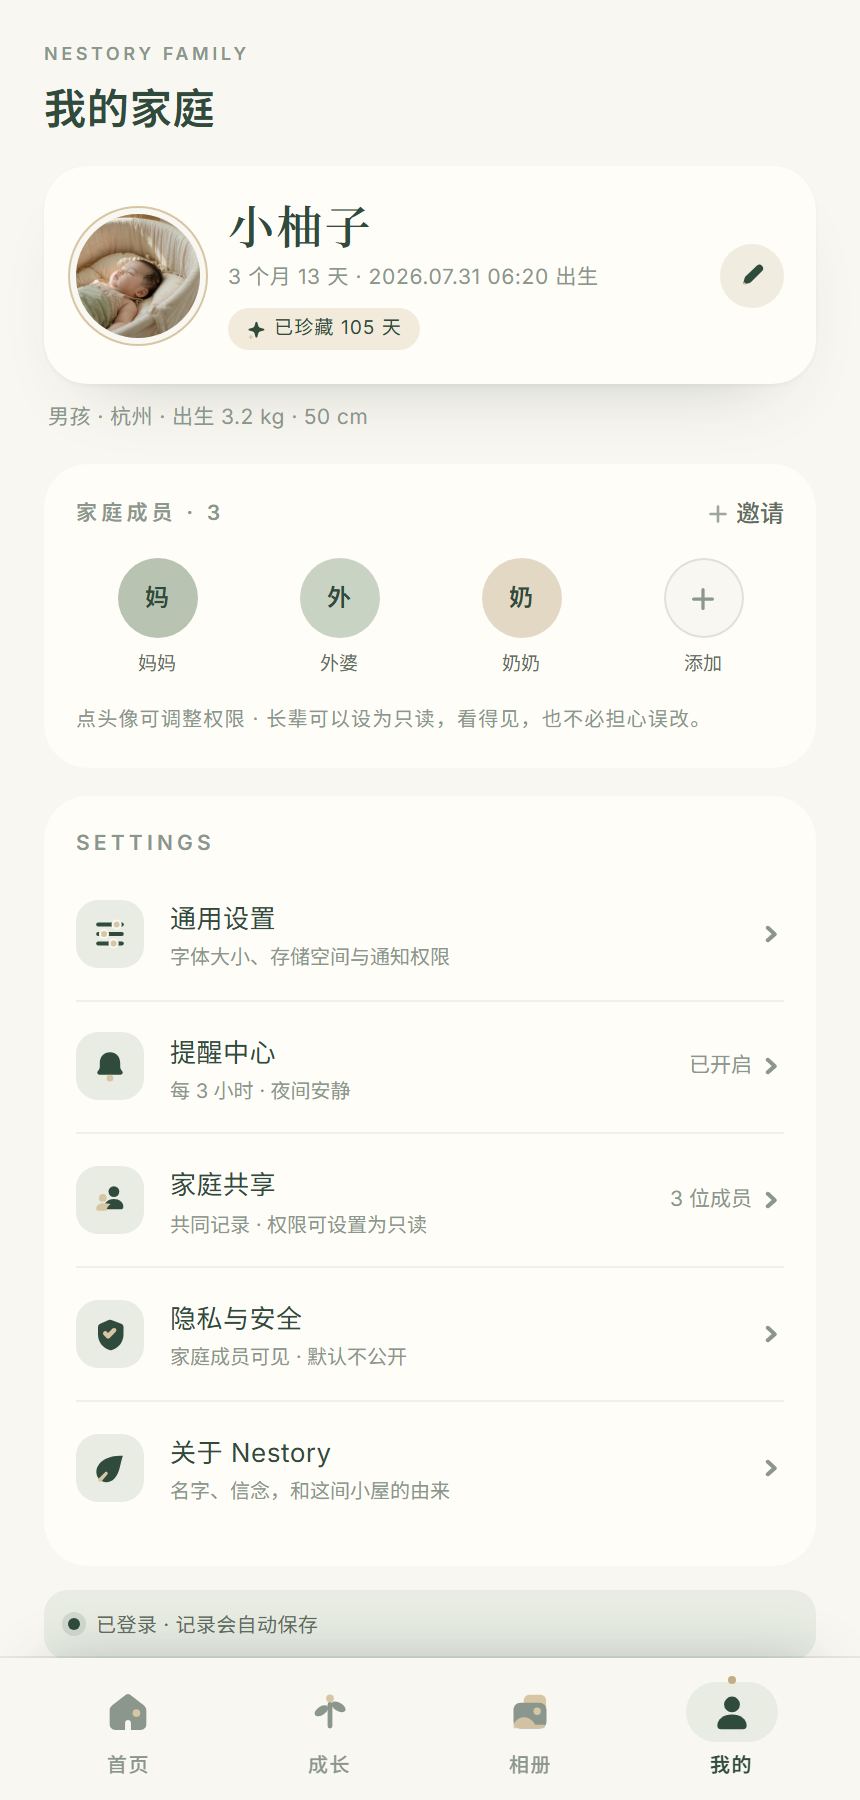 NESTORY FAMILY
我的家庭
小柚子
3 个月 13 天 · 2026.07.31 06:20 出生
已珍藏 105 天
男孩 · 杭州 · 出生 3.2 kg · 50 cm
家庭成员 · 3
+ 邀请
妈
外
奶
妈妈
外婆
奶奶
添加
点头像可调整权限 · 长辈可以设为只读，看得见，也不必担心误改。
SETTINGS
通用设置
字体大小、存储空间与通知权限
提醒中心
每 3 小时 · 夜间安静
已开启
家庭共享
共同记录 · 权限可设置为只读
3 位成员
隐私与安全
家庭成员可见 · 默认不公开
关于 Nestory
名字、信念，和这间小屋的由来
已登录 · 记录会自动保存
首页
成长
相册
我的